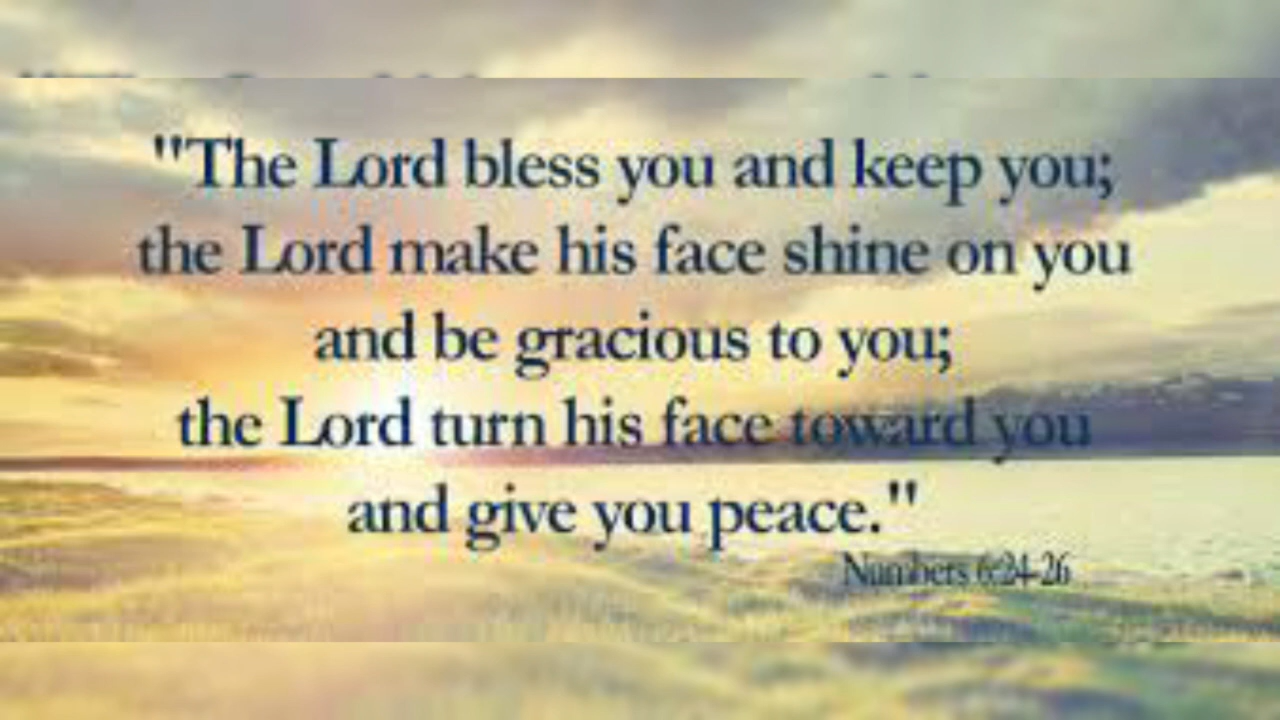 "The Lord bless you and keep you;
the Lord make his face shine on you
and be gracious to you;
the Lord turn his face toward you
and give you peace."
Numbers 6:24-26